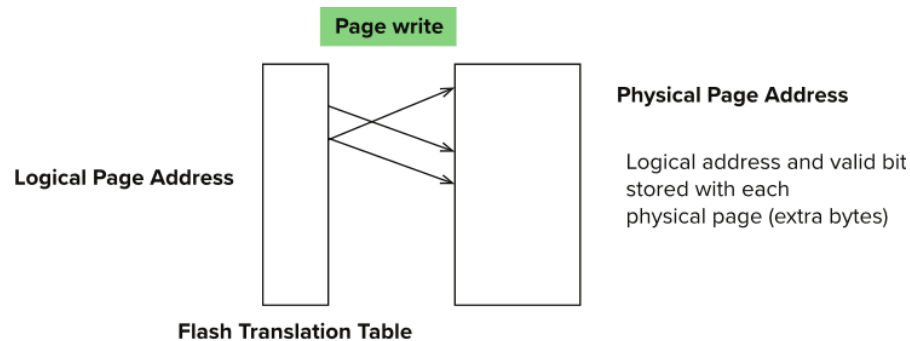 Page write
Physical Page Address
Logical Page Address
Logical address and valid bit
stored with each
physical page (extra bytes)
Flash Translation Table